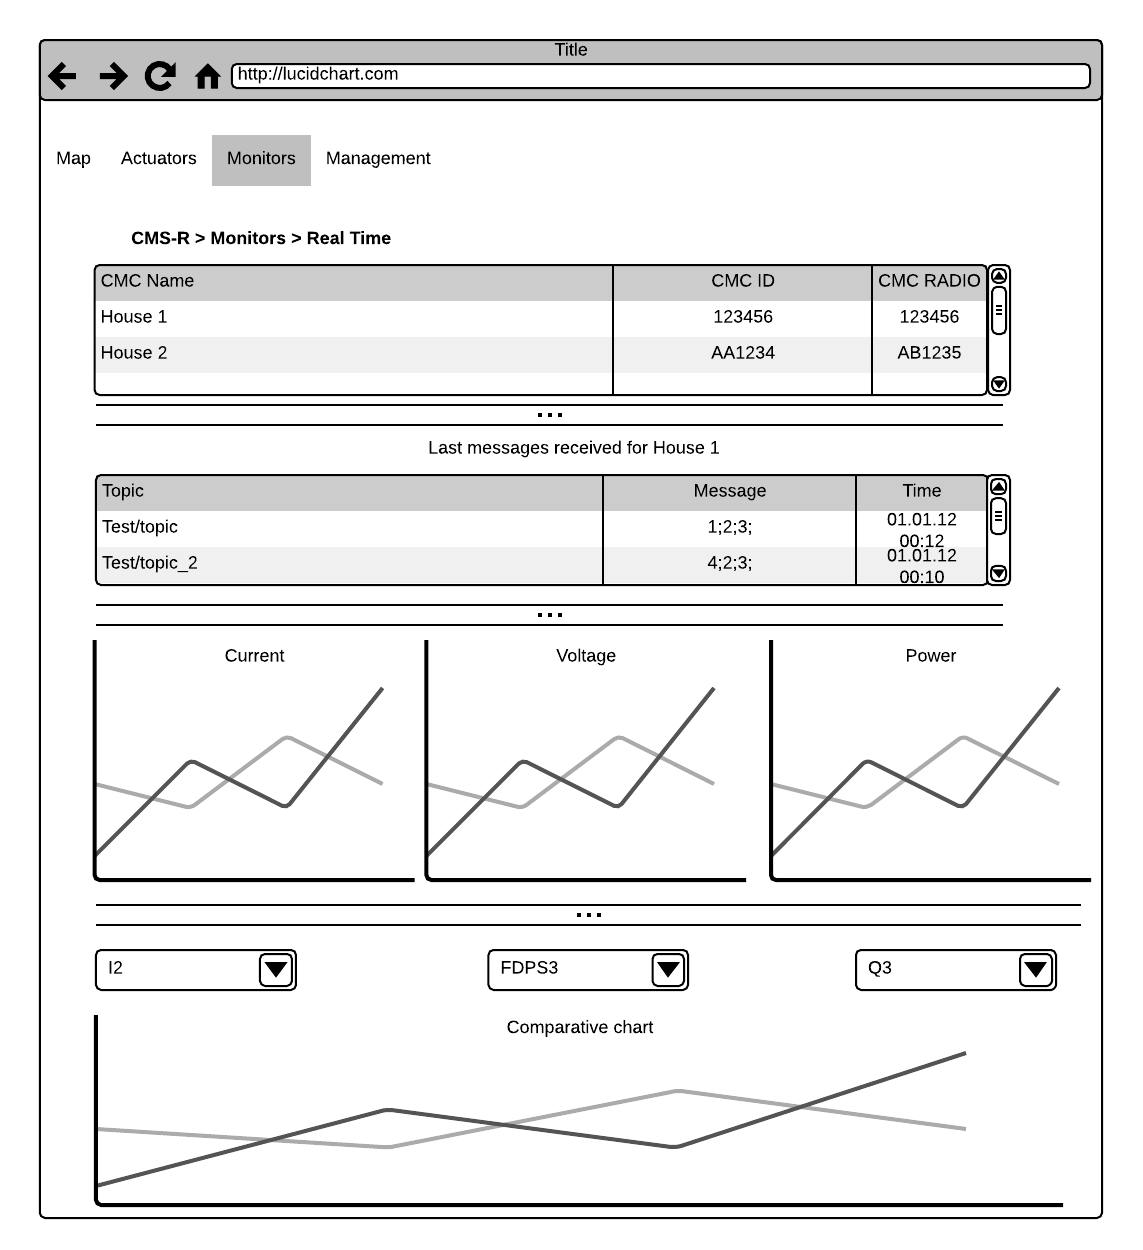 Title
http://lucidchart.com
Map Actuators Monitors Management
CMS-R > Monitors > Real Time
CMC Name CMC ID CMC RADIO
House 1 123456 123456
House 2 AA1234 AB1235
...
Last messages received for House 1
Topic Message Time
Test/topic 1;2;3; 01.01.12
00:12
Test/topic_2 4;2;3; 01.01.12
00:10
...
Current Voltage Power
...
I2 FDPS3 Q3
Comparative chart